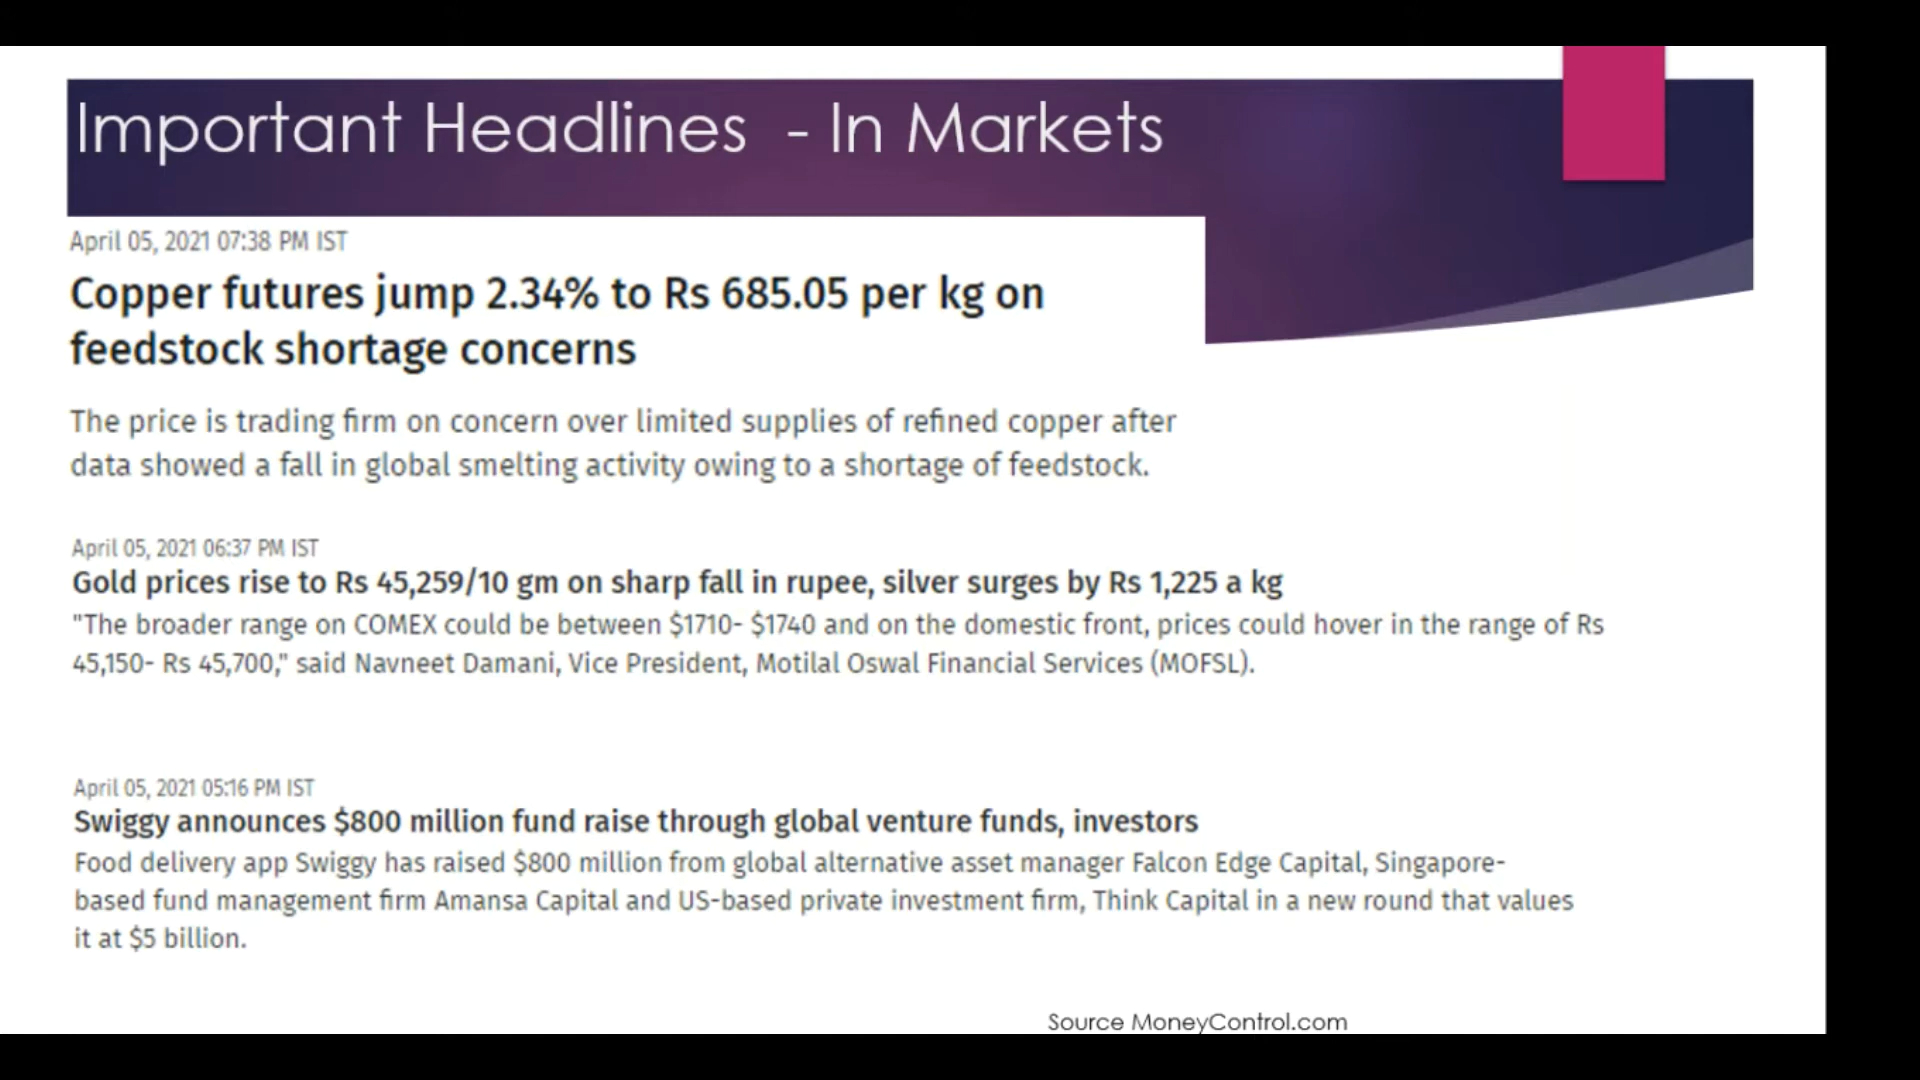 Important Headlines - In Markets
April 05, 2021 07:38 PM IST
Copper futures jump 2.34% to Rs 685.05 per kg on
feedstock shortage concerns
The price is trading firm on concern over limited supplies of refined copper after
data showed a fall in global smelting activity owing to a shortage of feedstock.
April 05, 2021 06:37 PM IST
Gold prices rise to Rs 45,259/10 gm on sharp fall in rupee, silver surges by Rs 1,225 a kg
"The broader range on COMEX could be between $1710- $1740 and on the domestic front, prices could hover in the range of Rs
45,150- Rs 45,700," said Navneet Damani, Vice President, Motilal Oswal Financial Services (MOFSL).
April 05, 2021 05:16 PM IST
Swiggy announces $800 million fund raise through global venture funds, investors
Food delivery app Swiggy has raised $800 million from global alternative asset manager Falcon Edge Capital, Singapore-
based fund management firm Amansa Capital and US-based private investment firm, Think Capital in a new round that values
it at $5 billion.
Source MoneyControl.com